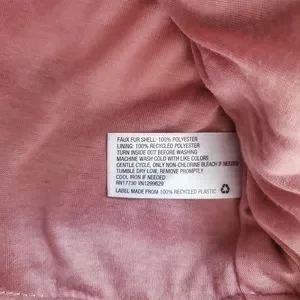 FAUX FUR SHELL: 100% POLYESTER
LINING: 100% RECYCLED POLYESTER
TURN INSIDE OUT BEFORE WASHING
MACHINE WASH COLD WITH LIKE COLORS
GENTLE CYCLE, ONLY NON-CHLORINE BLEACH IF NEEDED
TUMBLE DRY LOW, REMOVE PROMPTLY
COOL IRON IF NEEDED
RN17730 VN1299629
LABEL MADE FROM 100% RECYCLED PLASTIC